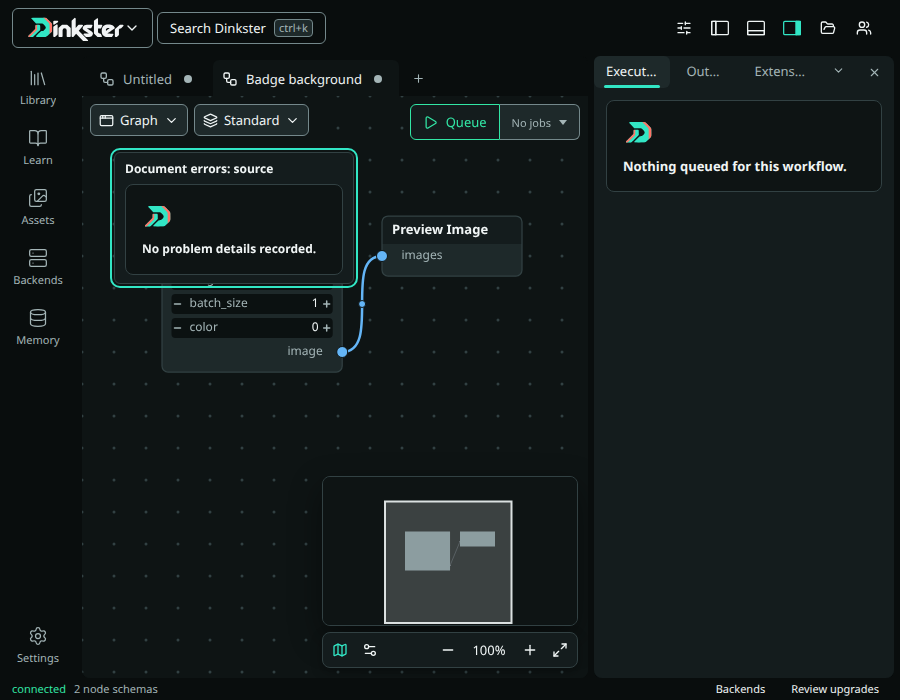 Dinkster
Search Dinkster ctrl+k
Library
Learn
Assets
Backends
Memory
Settings
Untitled
Badge background
Graph
Standard
Queue
No jobs
Document errors: source
No problem details recorded.
batch_size 1
color 0
image
Preview Image
images
100%
Execut...
Out...
Extens...
Nothing queued for this workflow.
connected 2 node schemas
Backends
Review upgrades